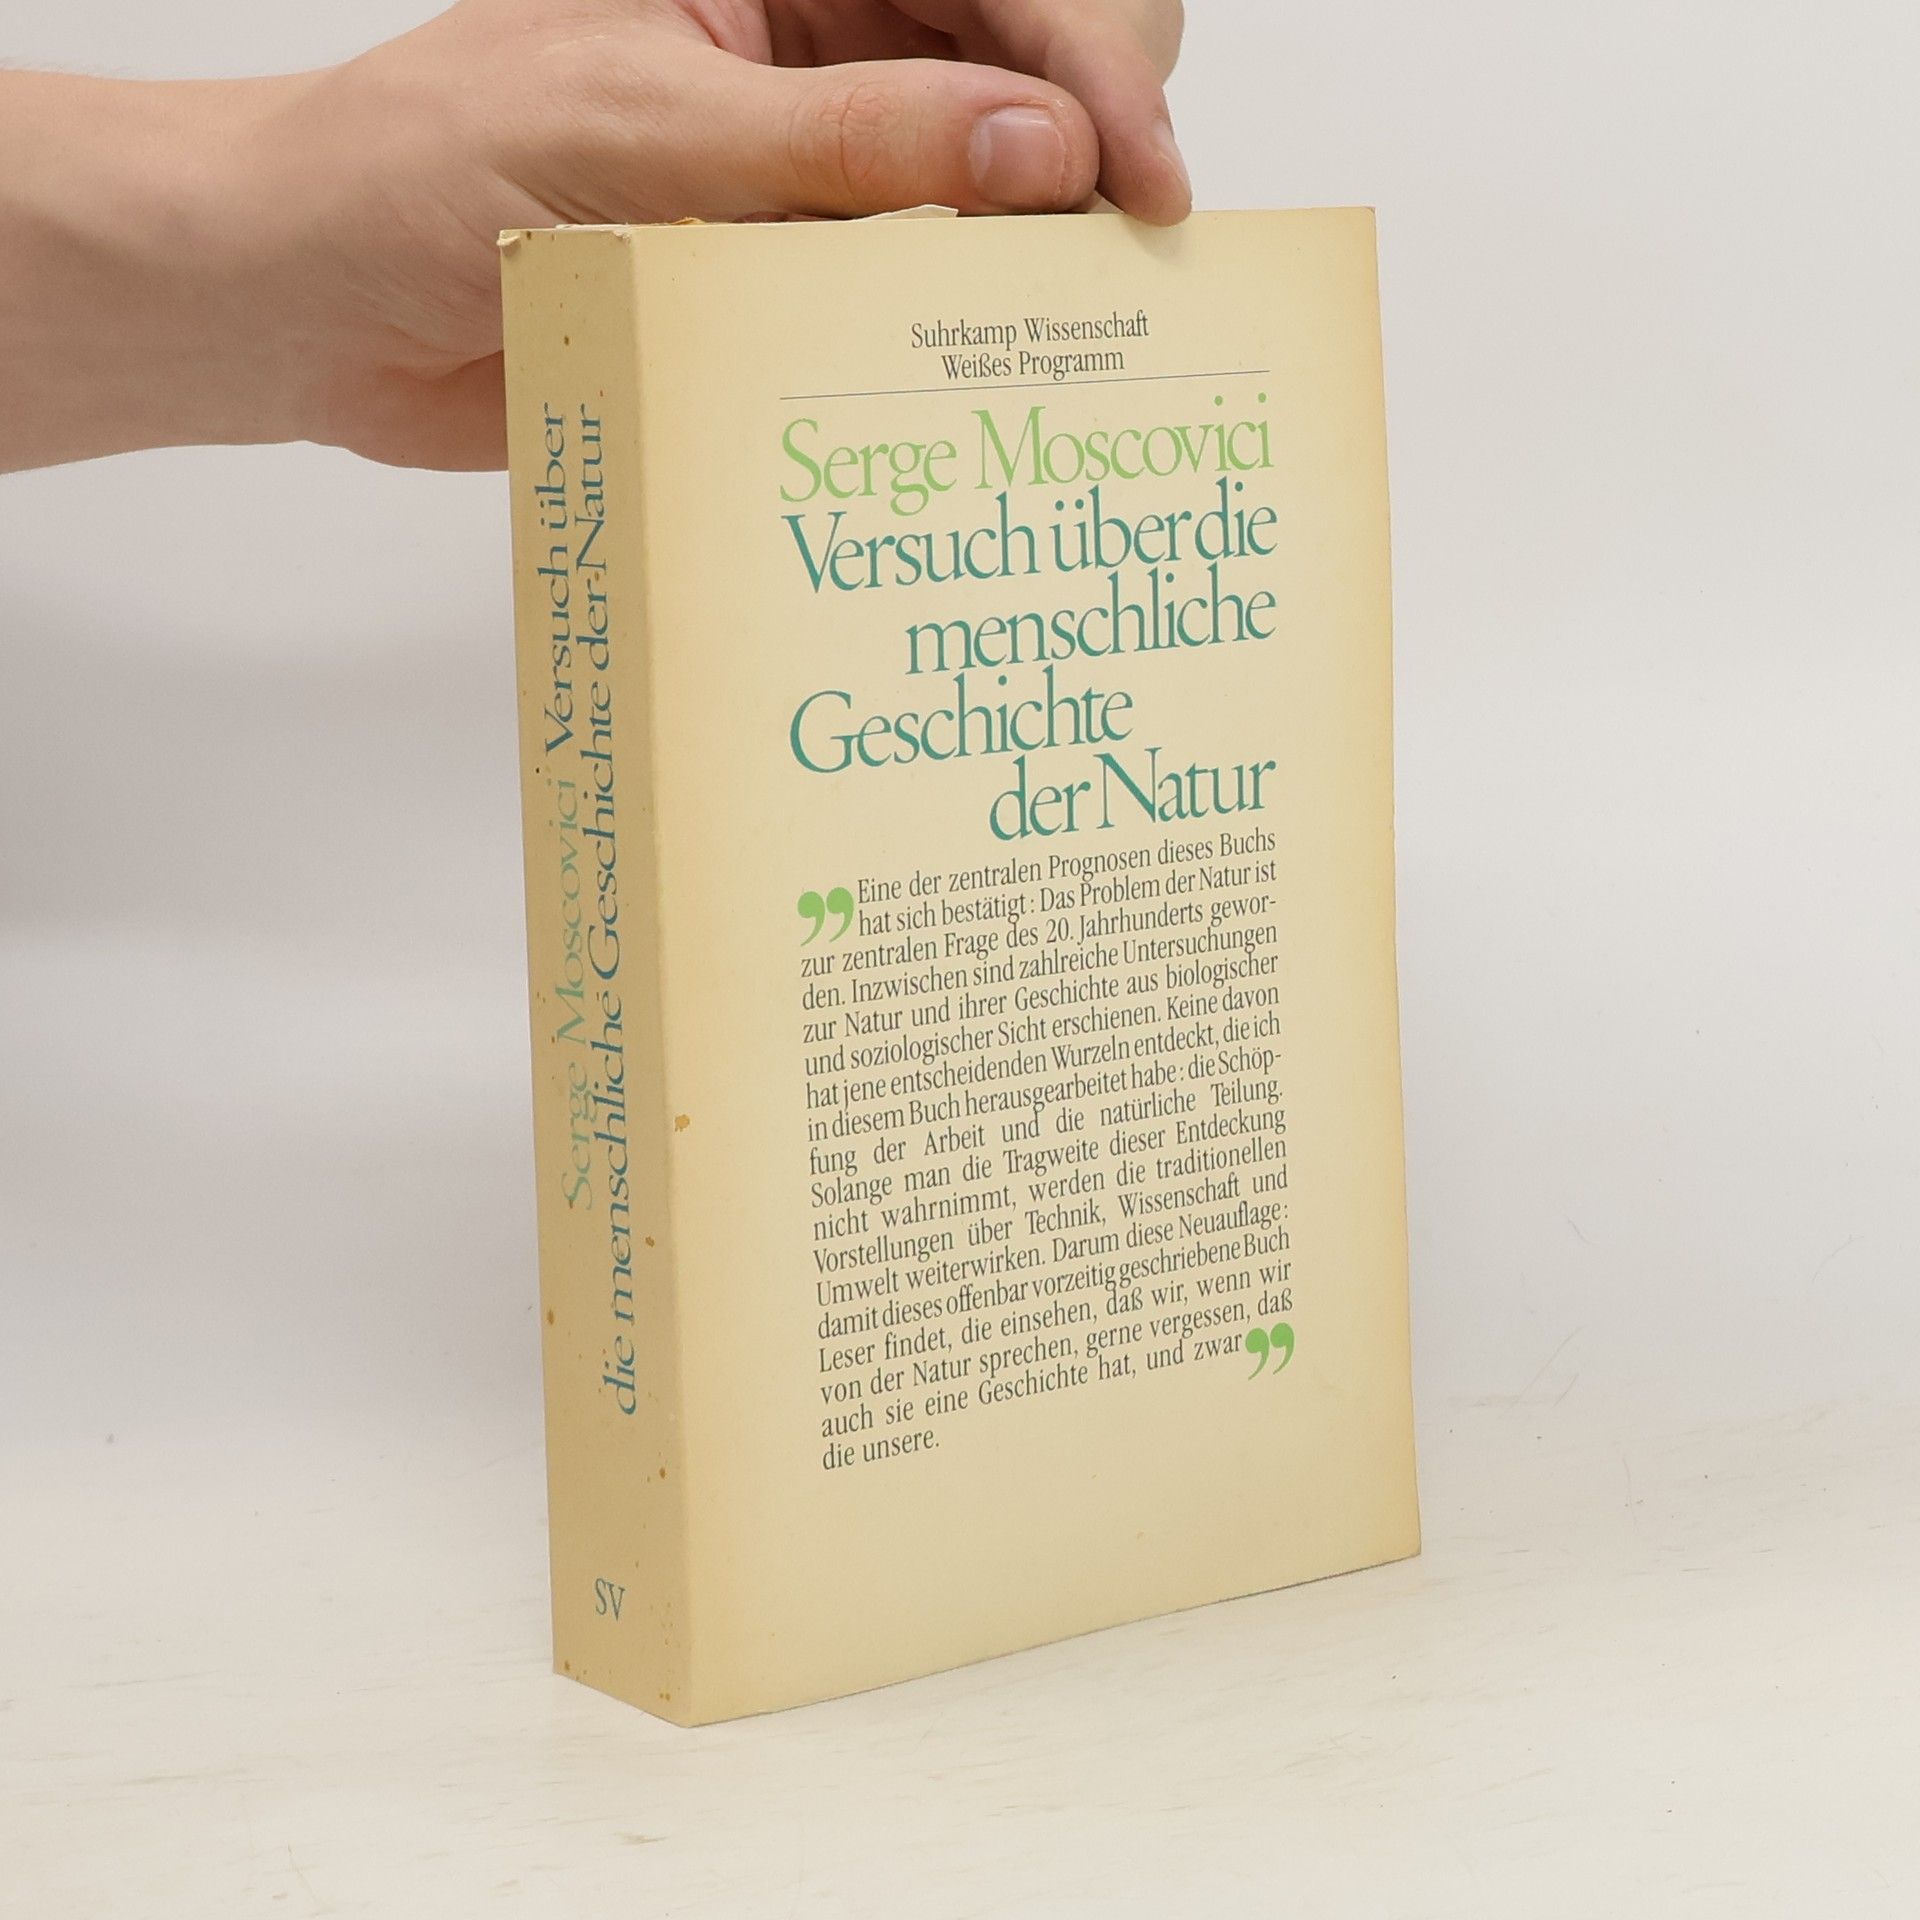 Suhrkamp Wissenschaft
Weißes Programm
Serge Moscovici
Versuch über die
menschliche
Geschichte
der Natur
Eine der zentralen Prognosen dieses Buchs
hat sich bestätigt: Das Problem der Natur ist
zur zentralen Frage des 20. Jahrhunderts gewor-
den. Inzwischen sind zahlreiche Untersuchungen
zur Natur und ihrer Geschichte aus biologischer
und soziologischer Sicht erschienen. Keine davon
hat jene entscheidenden Wurzeln entdeckt, die ich
in diesem Buch herausgearbeitet habe: die Schöp-
fung der Arbeit und die natürliche Teilung.
Solange man die Tragweite dieser Entdeckung
nicht wahrnimmt, werden die traditionellen
Vorstellungen über Technik, Wissenschaft und
Umwelt weiterwirken. Darum diese Neuauflage:
damit dieses offenbar vorzeitig geschriebene Buch
Leser findet, die einsehen, daß wir, wenn wir
von der Natur sprechen, gerne vergessen, daß
auch sie eine Geschichte hat, und zwar
die unsere.
Serge Moscovici Versuch über
die menschliche Geschichte der Natur
SV